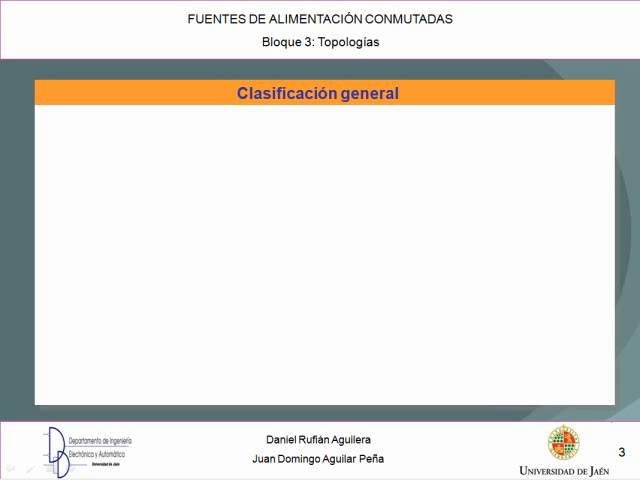 FUENTES DE ALIMENTACIÓN CONMUTADAS
Bloque 3: Topologías
Clasificación general
Departamento de Ingeniería
Electrónica y Automática
Universidad de Jaén
Daniel Rufián Aguilera
Juan Domingo Aguilar Peña
UNIVERSIDAD DE JAÉN
3